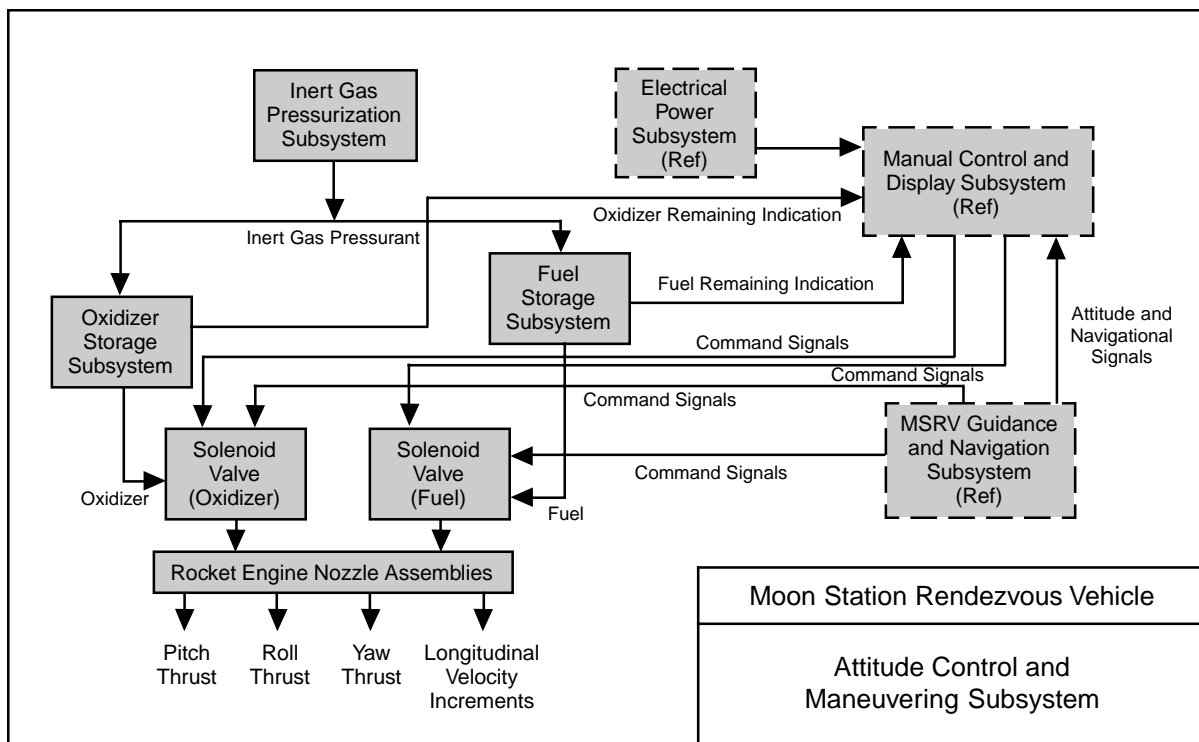 Inert Gas
Pressurization
Subsystem
Electrical
Power
Subsystem
(Ref)
Manual Control and
Display Subsystem
(Ref)
Oxidizer Remaining Indication
Inert Gas Pressurant
Fuel
Storage
Subsystem
Fuel Remaining Indication
Oxidizer
Storage
Subsystem
Attitude and
Navigational
Signals
Command Signals
Command Signals
Command Signals
MSRV Guidance
and Navigation
Subsystem
(Ref)
Solenoid
Valve
(Oxidizer)
Solenoid
Valve
(Fuel)
Command Signals
Oxidizer
Fuel
Rocket Engine Nozzle Assemblies
Pitch
Thrust
Roll
Thrust
Yaw
Thrust
Longitudinal
Velocity
Increments
Moon Station Rendezvous Vehicle
Attitude Control and
Maneuvering Subsystem